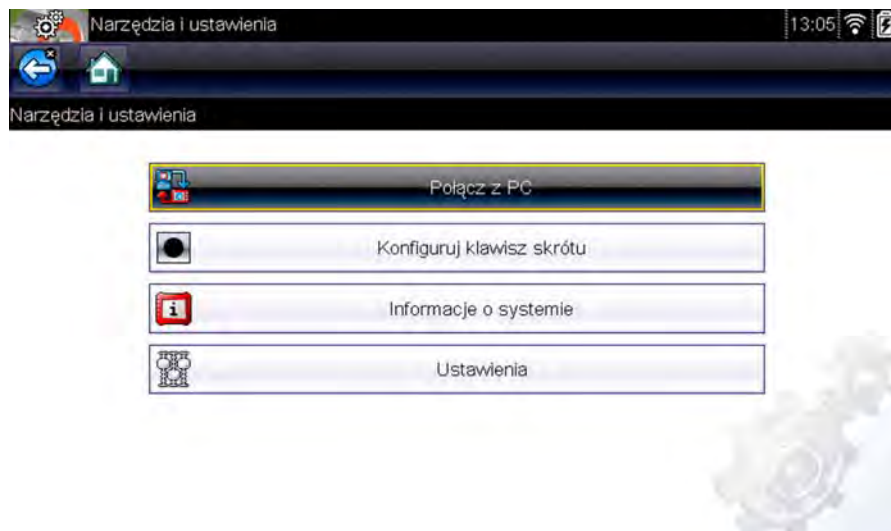 Narzędzia i ustawienia 13:05
Narzędzia i ustawienia
Połącz z PC
Konfiguruj klawisz skrótu
Informacje o systemie
Ustawienia